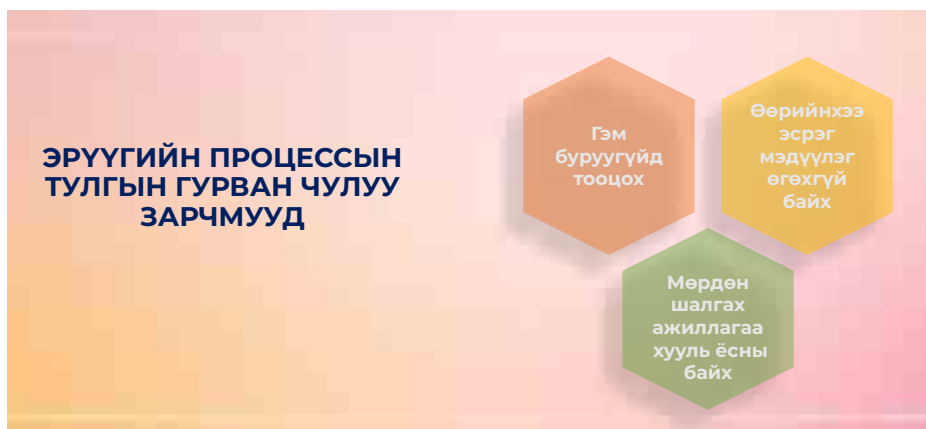 ЭРҮҮГИЙН ПРОЦЕССЫН
ТУЛГЫН ГУРВАН ЧУЛУУ
ЗАРЧМУУД
Гэм
буруугүйд
тооцох
Өөрийнхээ
эсрэг
мэдүүлэг
өгөхгүй
байх
Мөрдөн
шалгах
ажиллагаа
хууль ёсны
байх